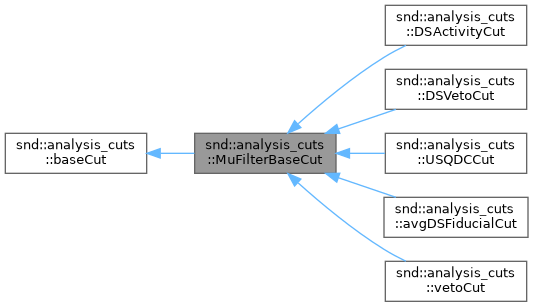 snd::analysis_cuts
::DSActivityCut
snd::analysis_cuts
::DSVetoCut
snd::analysis_cuts
::baseCut
snd::analysis_cuts
::MuFilterBaseCut
snd::analysis_cuts
::USQDCCut
snd::analysis_cuts
::avgDSFiducialCut
snd::analysis_cuts
::vetoCut